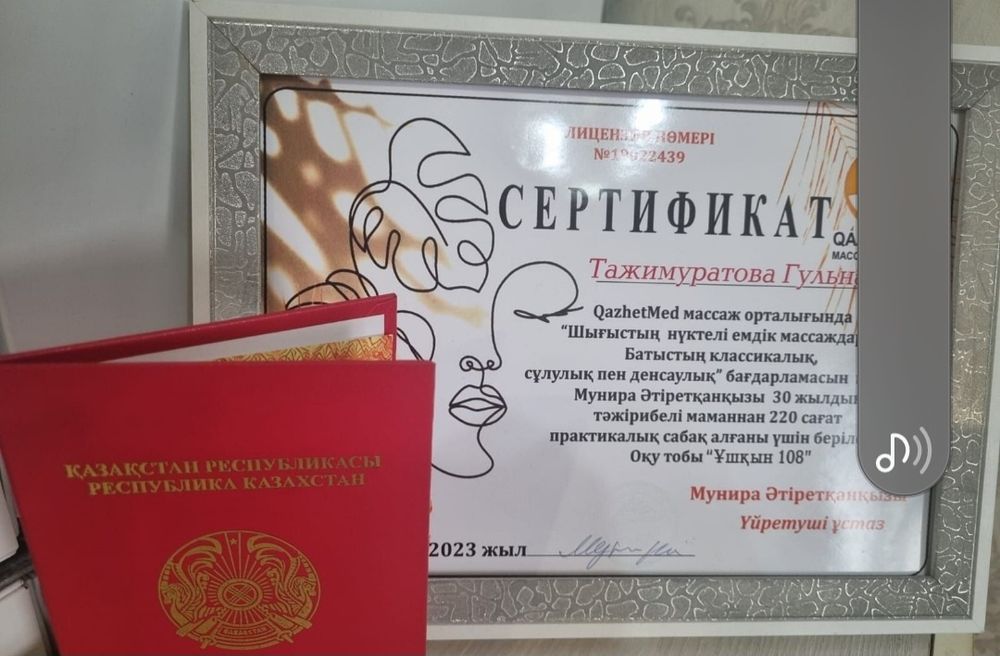 ЛИЦЕНЗИЯ НӨМЕРІ
СЕРТИФИКАТ
QA
МАСС
Тажимуратова
QazhetMed массаж орталығында
“Шығыстың нүктелі емдік
Батыстың классикалық,
сұлулық пен денсаулық” бағдарламасын
Мунира Әтіретқанқызы 30
тәжірибелі маманнан 220 сағат
практикалық сабақ алғаны үшін
Оқу тобы “Ұшқын 108"
Мунира Әтіретқанқызы
Үйретуші ұстаз
2023 жыл
ҚАЗАҚСТАН РЕСПУБЛИКАСЫ
РЕСПУБЛИКА КАЗАХСТАН